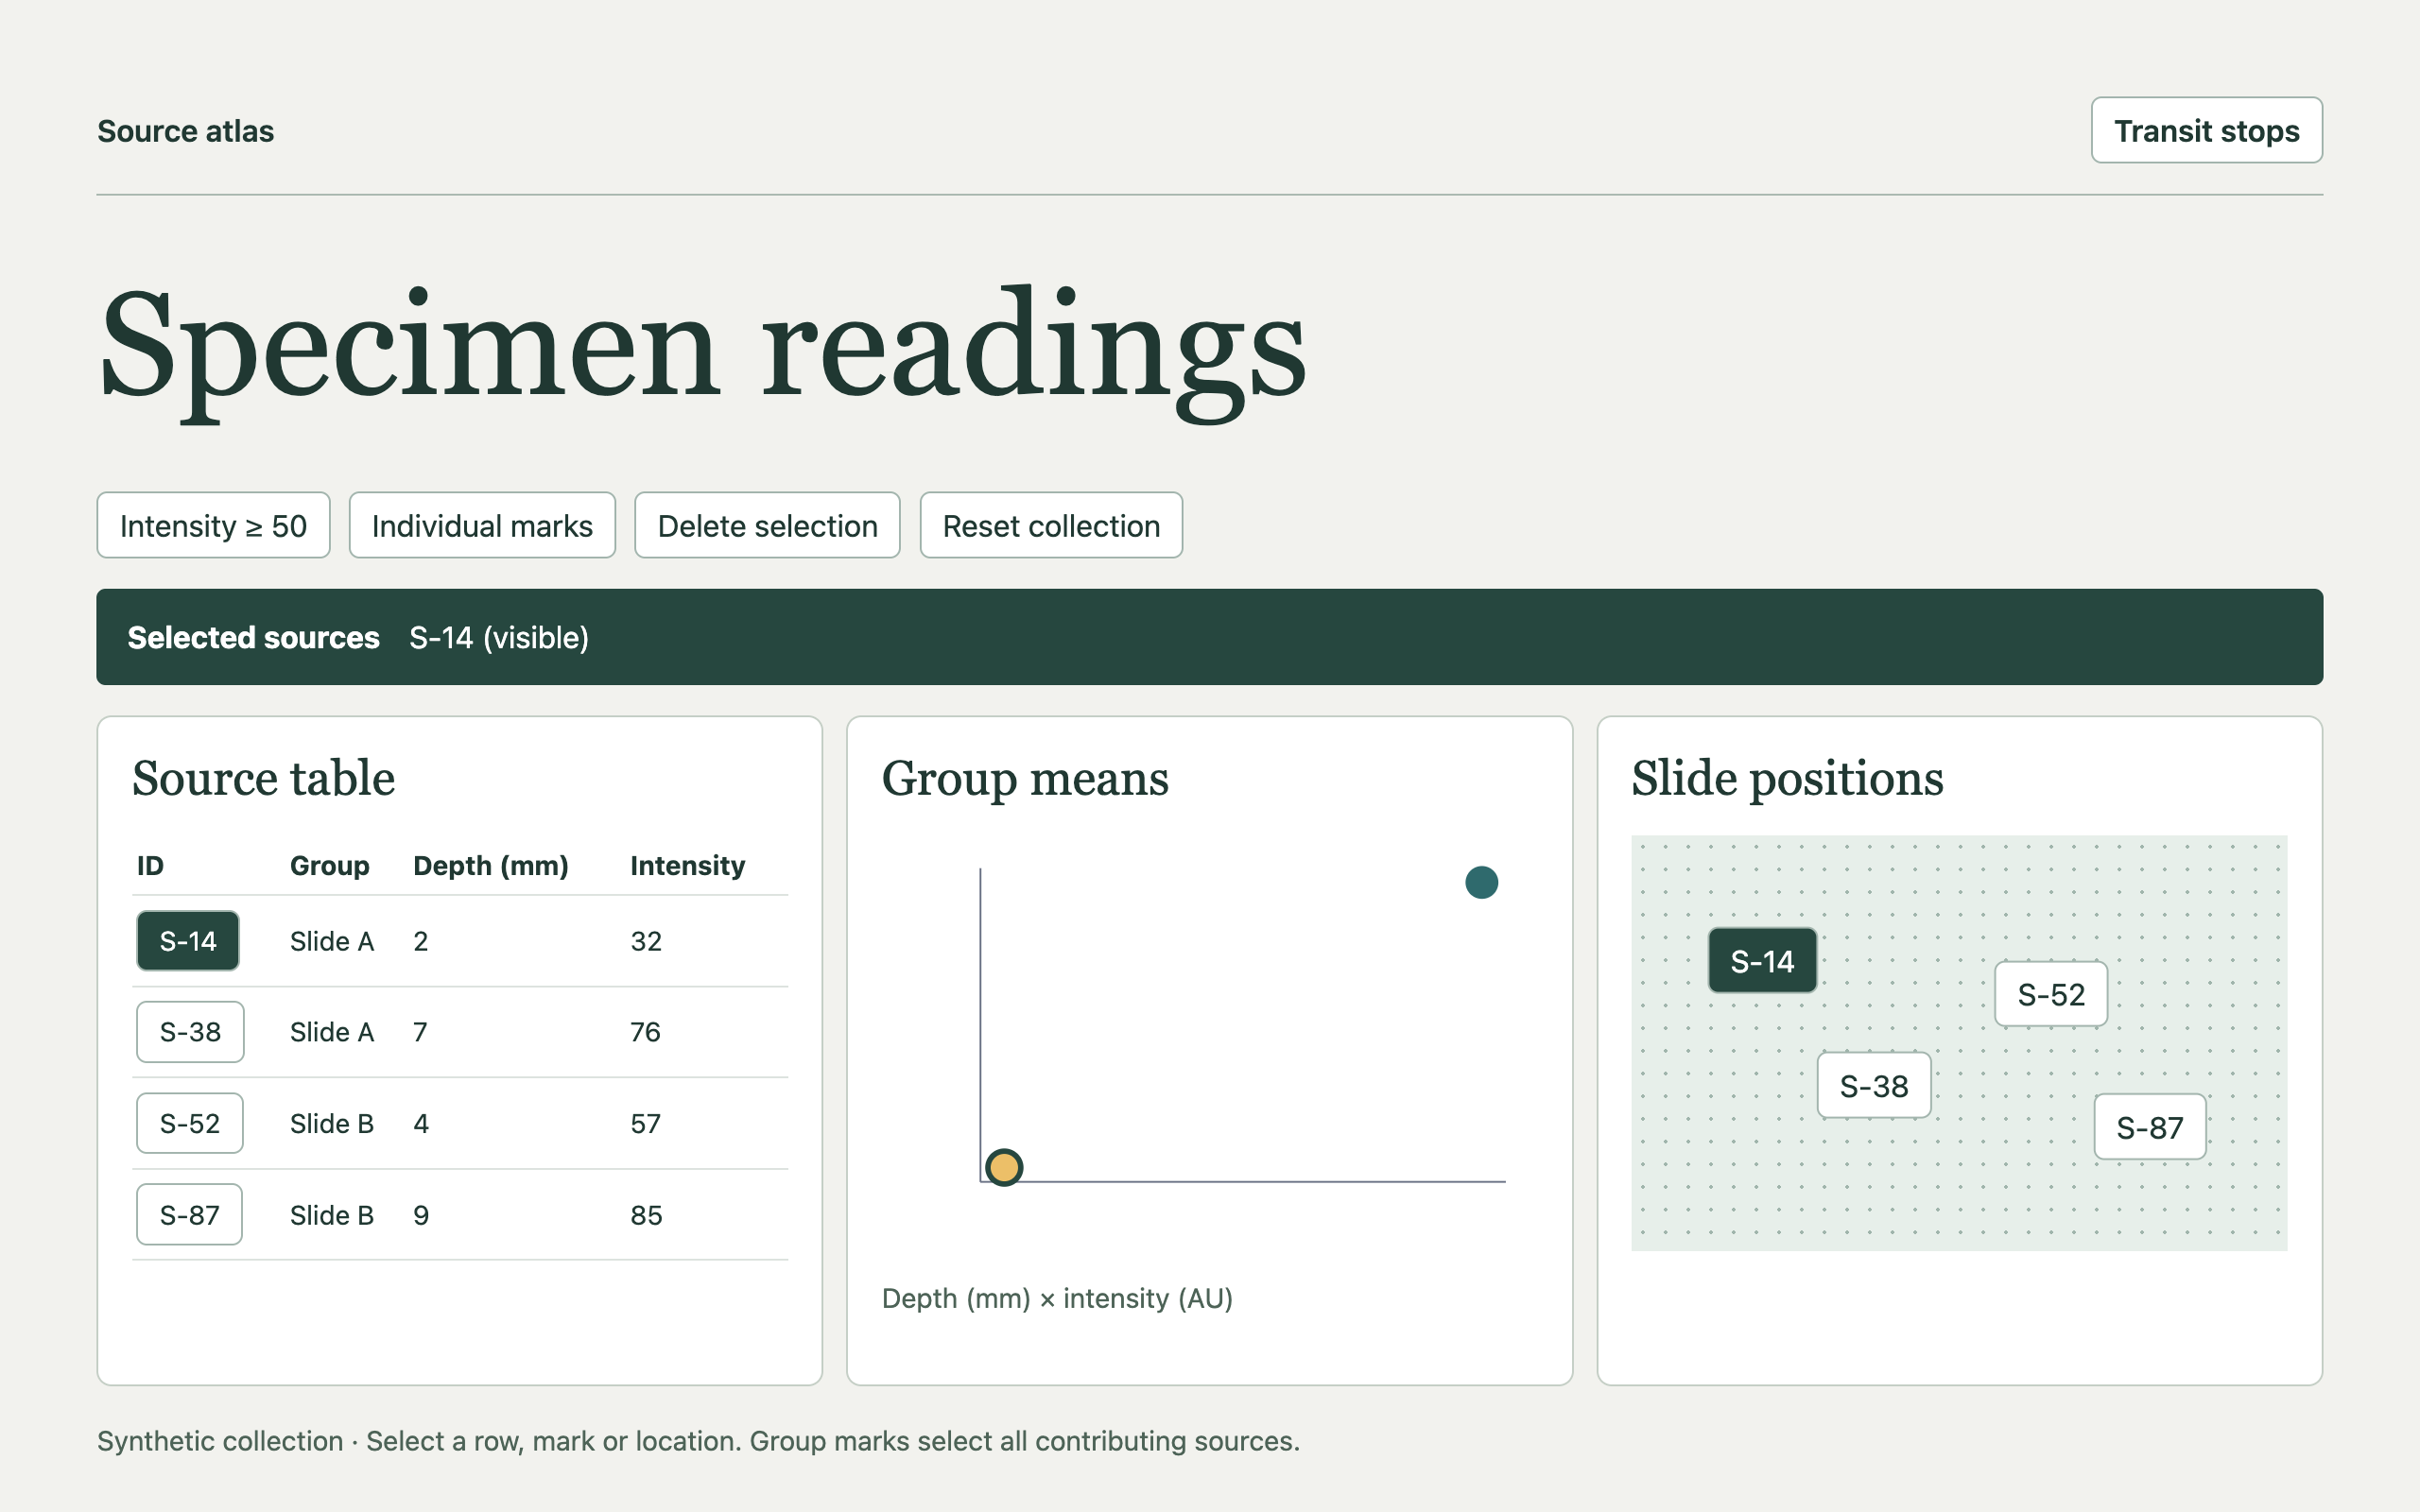 Source atlas
Transit stops
Specimen readings
Intensity ≥ 50
Individual marks
Delete selection
Reset collection
Selected sources S-14 (visible)
Source table
ID Group Depth (mm) Intensity
S-14 Slide A 2 32
S-38 Slide A 7 76
S-52 Slide B 4 57
S-87 Slide B 9 85
Group means
Depth (mm) × intensity (AU)
Slide positions
S-14
S-52
S-38
S-87
Synthetic collection · Select a row, mark or location. Group marks select all contributing sources.